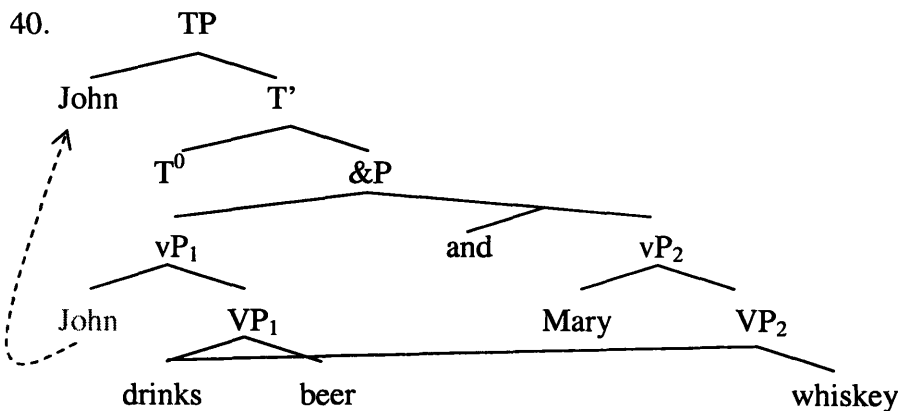 40. TP
John T’
T⁰ &P
vP₁ and vP₂
John VP₁ Mary VP₂
drinks beer whiskey